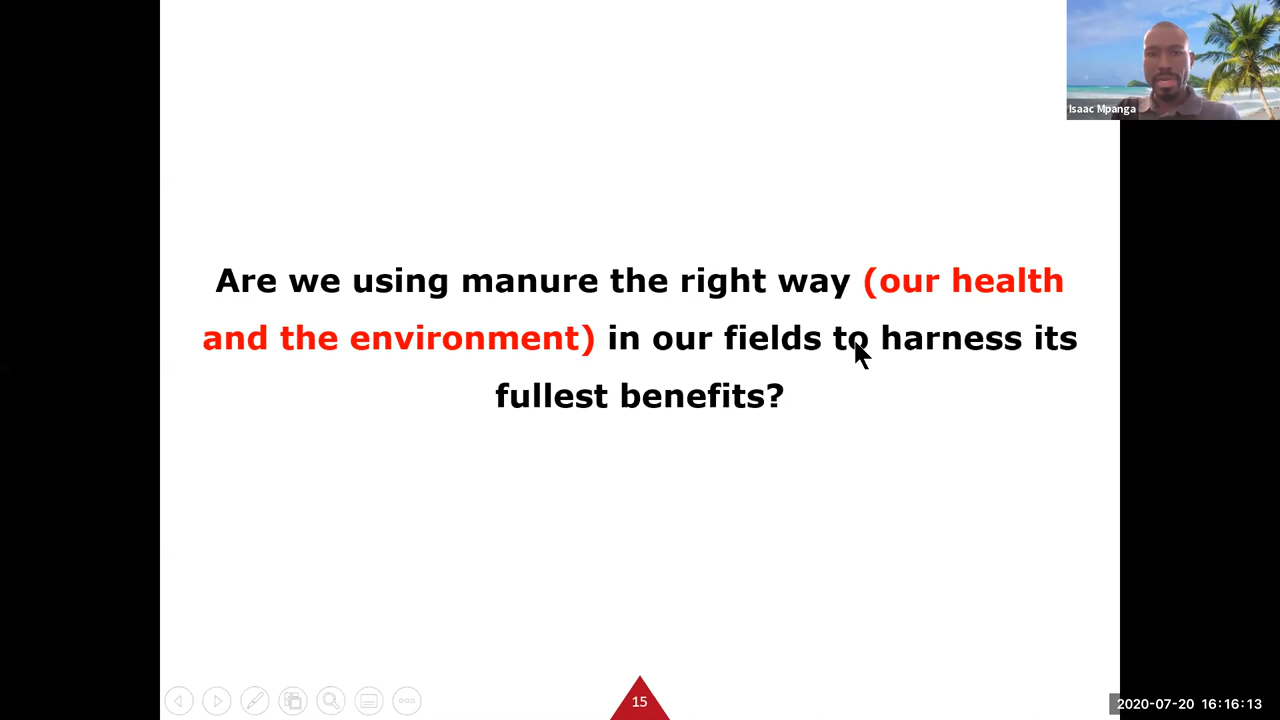 Isaac Mpanga
Are we using manure the right way (our health
and the environment) in our fields to harness its
fullest benefits?
15
2020-07-20 16:16:13